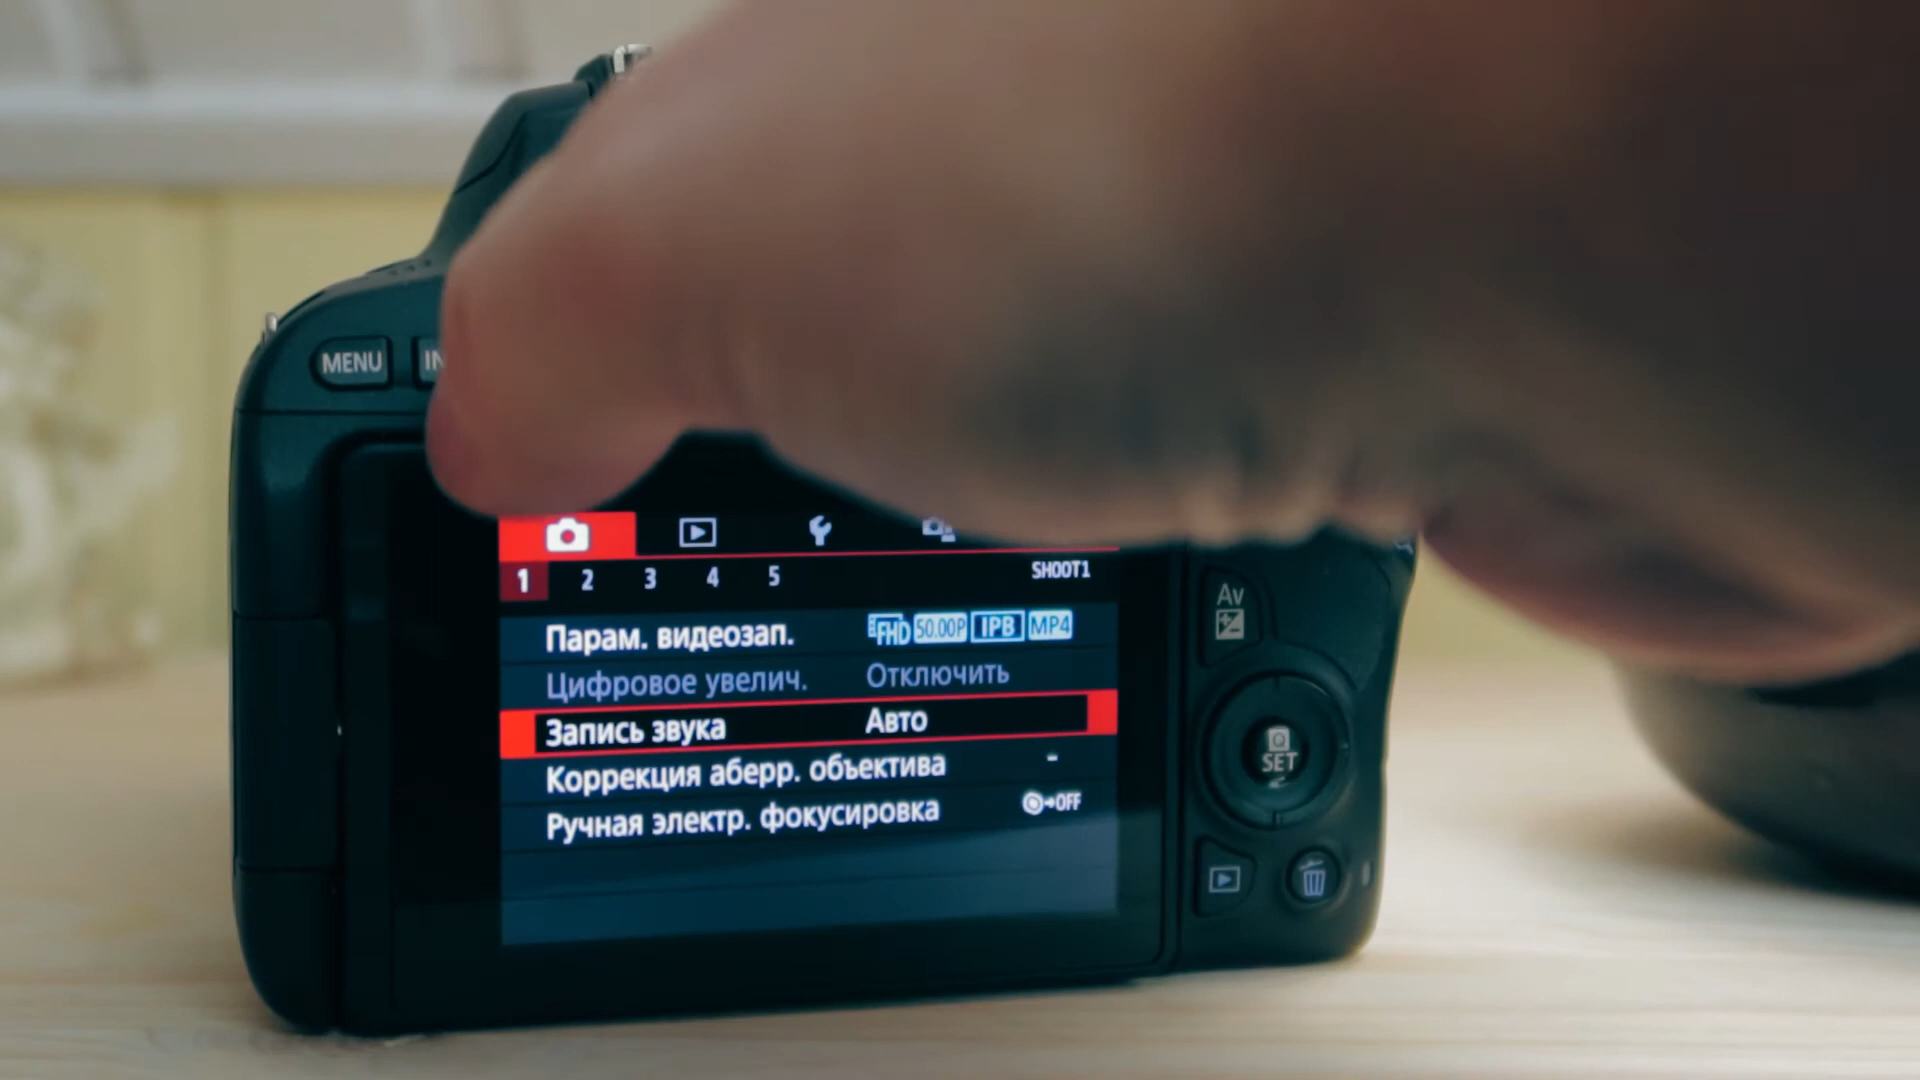 MENU IN
1 2 3 4 5 SHOOT1
Парам. видеозап. FHD 50.00P IPB MP4
Цифровое увелич. Отключить
Запись звука Авто
Коррекция аберр. объектива -
Ручная электр. фокусировка OFF
Av
Q
SET